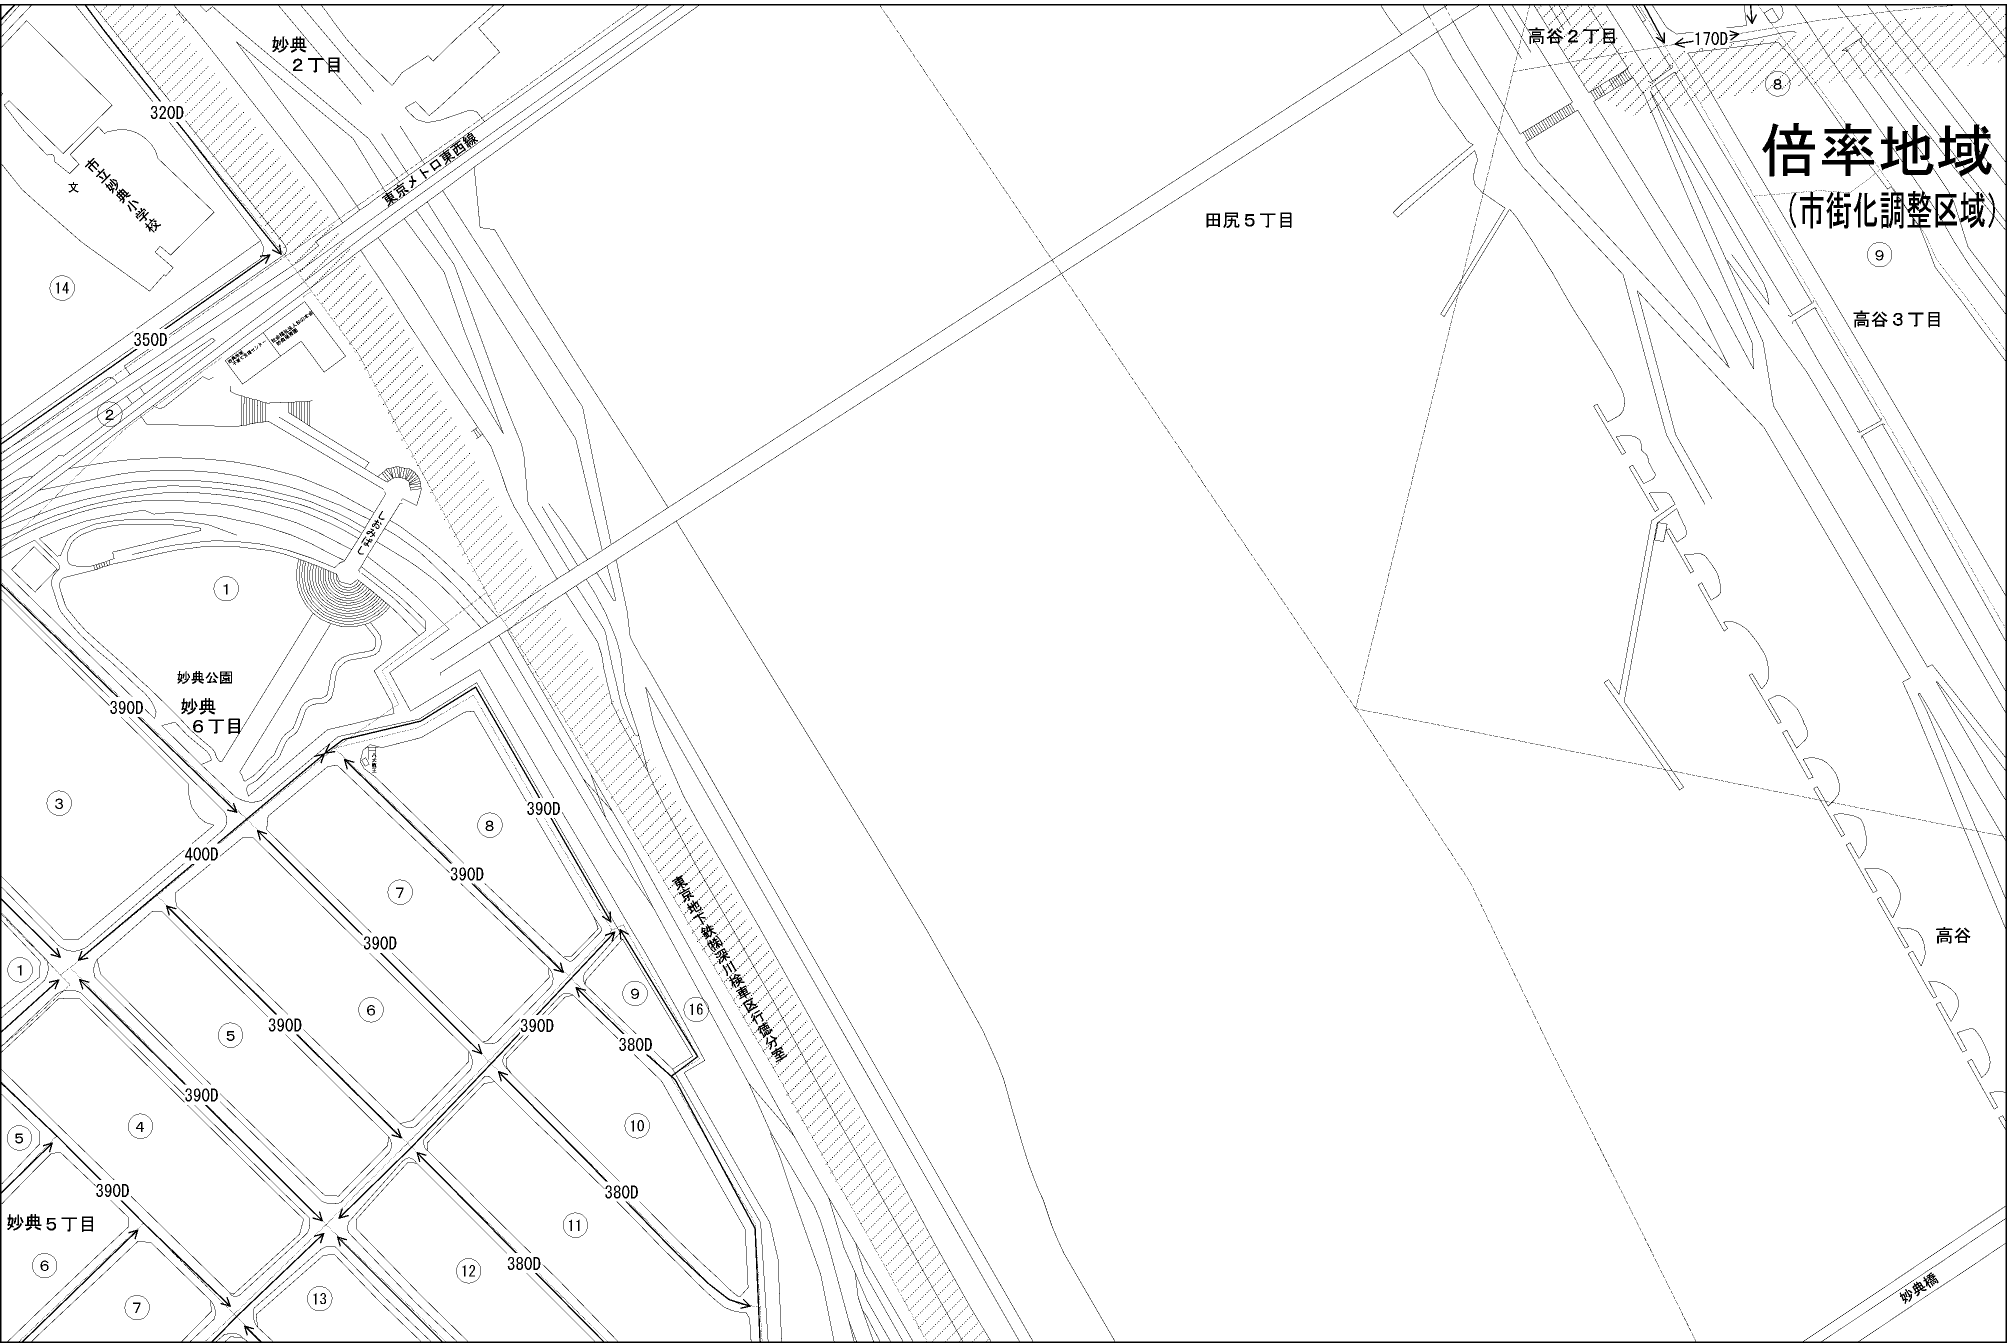 妙典
２丁目
高谷２丁目
170D
8
320D
東京メトロ東西線
倍率地域
(市街化調整区域)
市立妙典小学校
文
田尻５丁目
9
14
高谷３丁目
350D
2
1
妙典公園
妙典
６丁目
390D
3
8
390D
400D
390D
7
390D
高谷
東京地下鉄㈱深川検車区行徳分室
1
9
16
6
5
390D
390D
380D
390D
4
10
5
390D
380D
妙典５丁目
11
6
12
380D
妙典橋
7
13